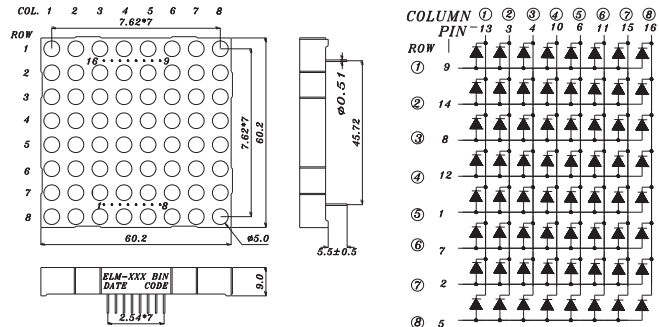 COL. 1 2 3 4 5 6 7 8
7.62*7
ROW
1
2
3
4
5
6
7
8
16 9
1 8
7.62*7
60.2
60.2
ø5.0
ø0.51
45.72
5.5±0.5
ELM-XXX BIN
DATE CODE
2.54*7
9.0
COLUMN ① ② ③ ④ ⑤ ⑥ ⑦ ⑧
PIN 13 3 4 10 6 11 15 16
ROW
① 9
② 14
③ 8
④ 12
⑤ 1
⑥ 7
⑦ 2
⑧ 5